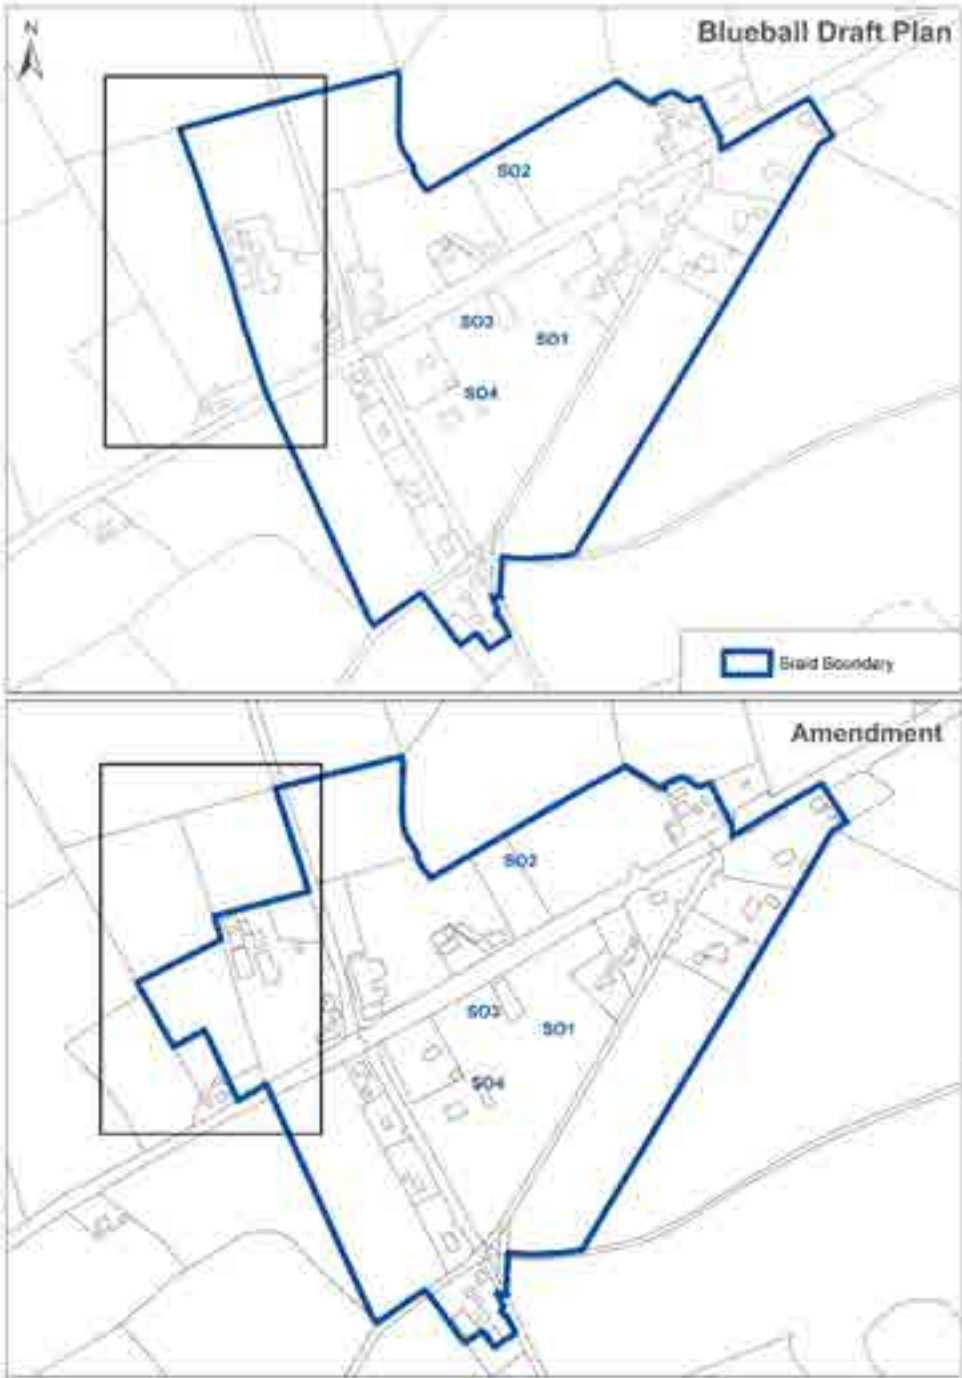 Blueball Draft Plan
N
SO2
SO3
SO1
SO4
Sraid Boundary
Amendment
SO2
SO3
SO1
SO4